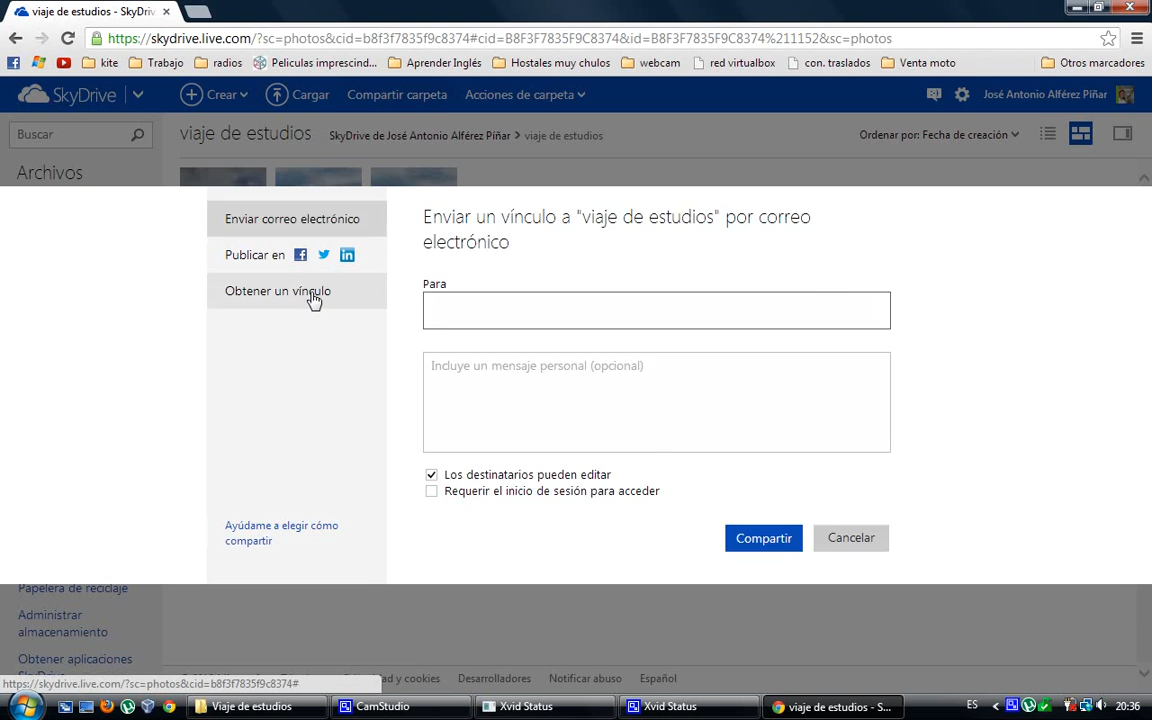 viaje de estudios - SkyDriv
https://skydrive.live.com/?sc=photos&cid=b8f3f7835f9c8374#cid=B8F3F7835F9C8374&id=B8F3F7835F9C8374%211152&sc=photos
kite Trabajo radios Peliculas imprescind... Aprender Inglés Hostales muy chulos webcam red virtualbox con. traslados Venta moto Otros marcadores
SkyDrive Crear Cargar Compartir carpeta Acciones de carpeta José Antonio Alférez Píñar
Buscar viaje de estudios SkyDrive de José Antonio Alférez Píñar > viaje de estudios Ordenar por: Fecha de creación
Archivos
Enviar correo electrónico
Publicar en
Obtener un vínculo
Ayúdame a elegir cómo
compartir
Enviar un vínculo a "viaje de estudios" por correo
electrónico
Para
Incluye un mensaje personal (opcional)
Los destinatarios pueden editar
Requerir el inicio de sesión para acceder
Compartir Cancelar
Papelera de reciclaje
Administrar
almacenamiento
Obtener aplicaciones
y cookies Desarrolladores Notificar abuso Español
https://skydrive.live.com/?sc=photos&cid=b8f3f7835f9c8374#
Viaje de estudios CamStudio Xvid Status Xvid Status viaje de estudios - S... ES 20:36